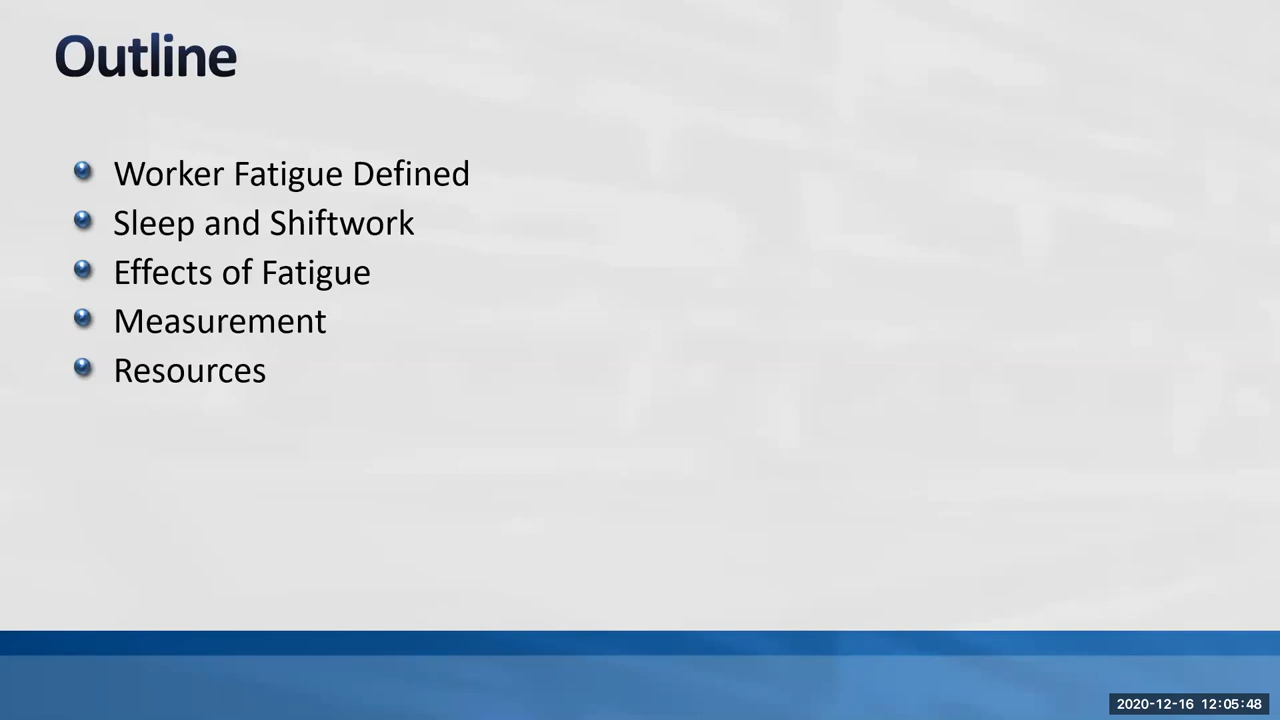 Outline
Worker Fatigue Defined
Sleep and Shiftwork
Effects of Fatigue
Measurement
Resources
2020-12-16 12:05:48